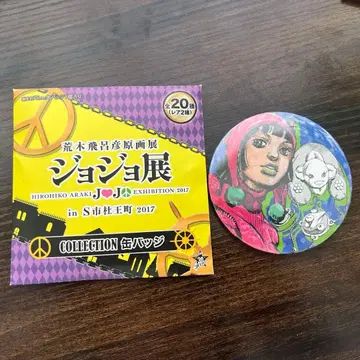 全20種
(レア2種)
荒木飛呂彦原画展
ジョジョ展
HIROHIKO ARAKI JOJO EXHIBITION 2017
in S市杜王町 2017
COLLECTION 缶バッジ